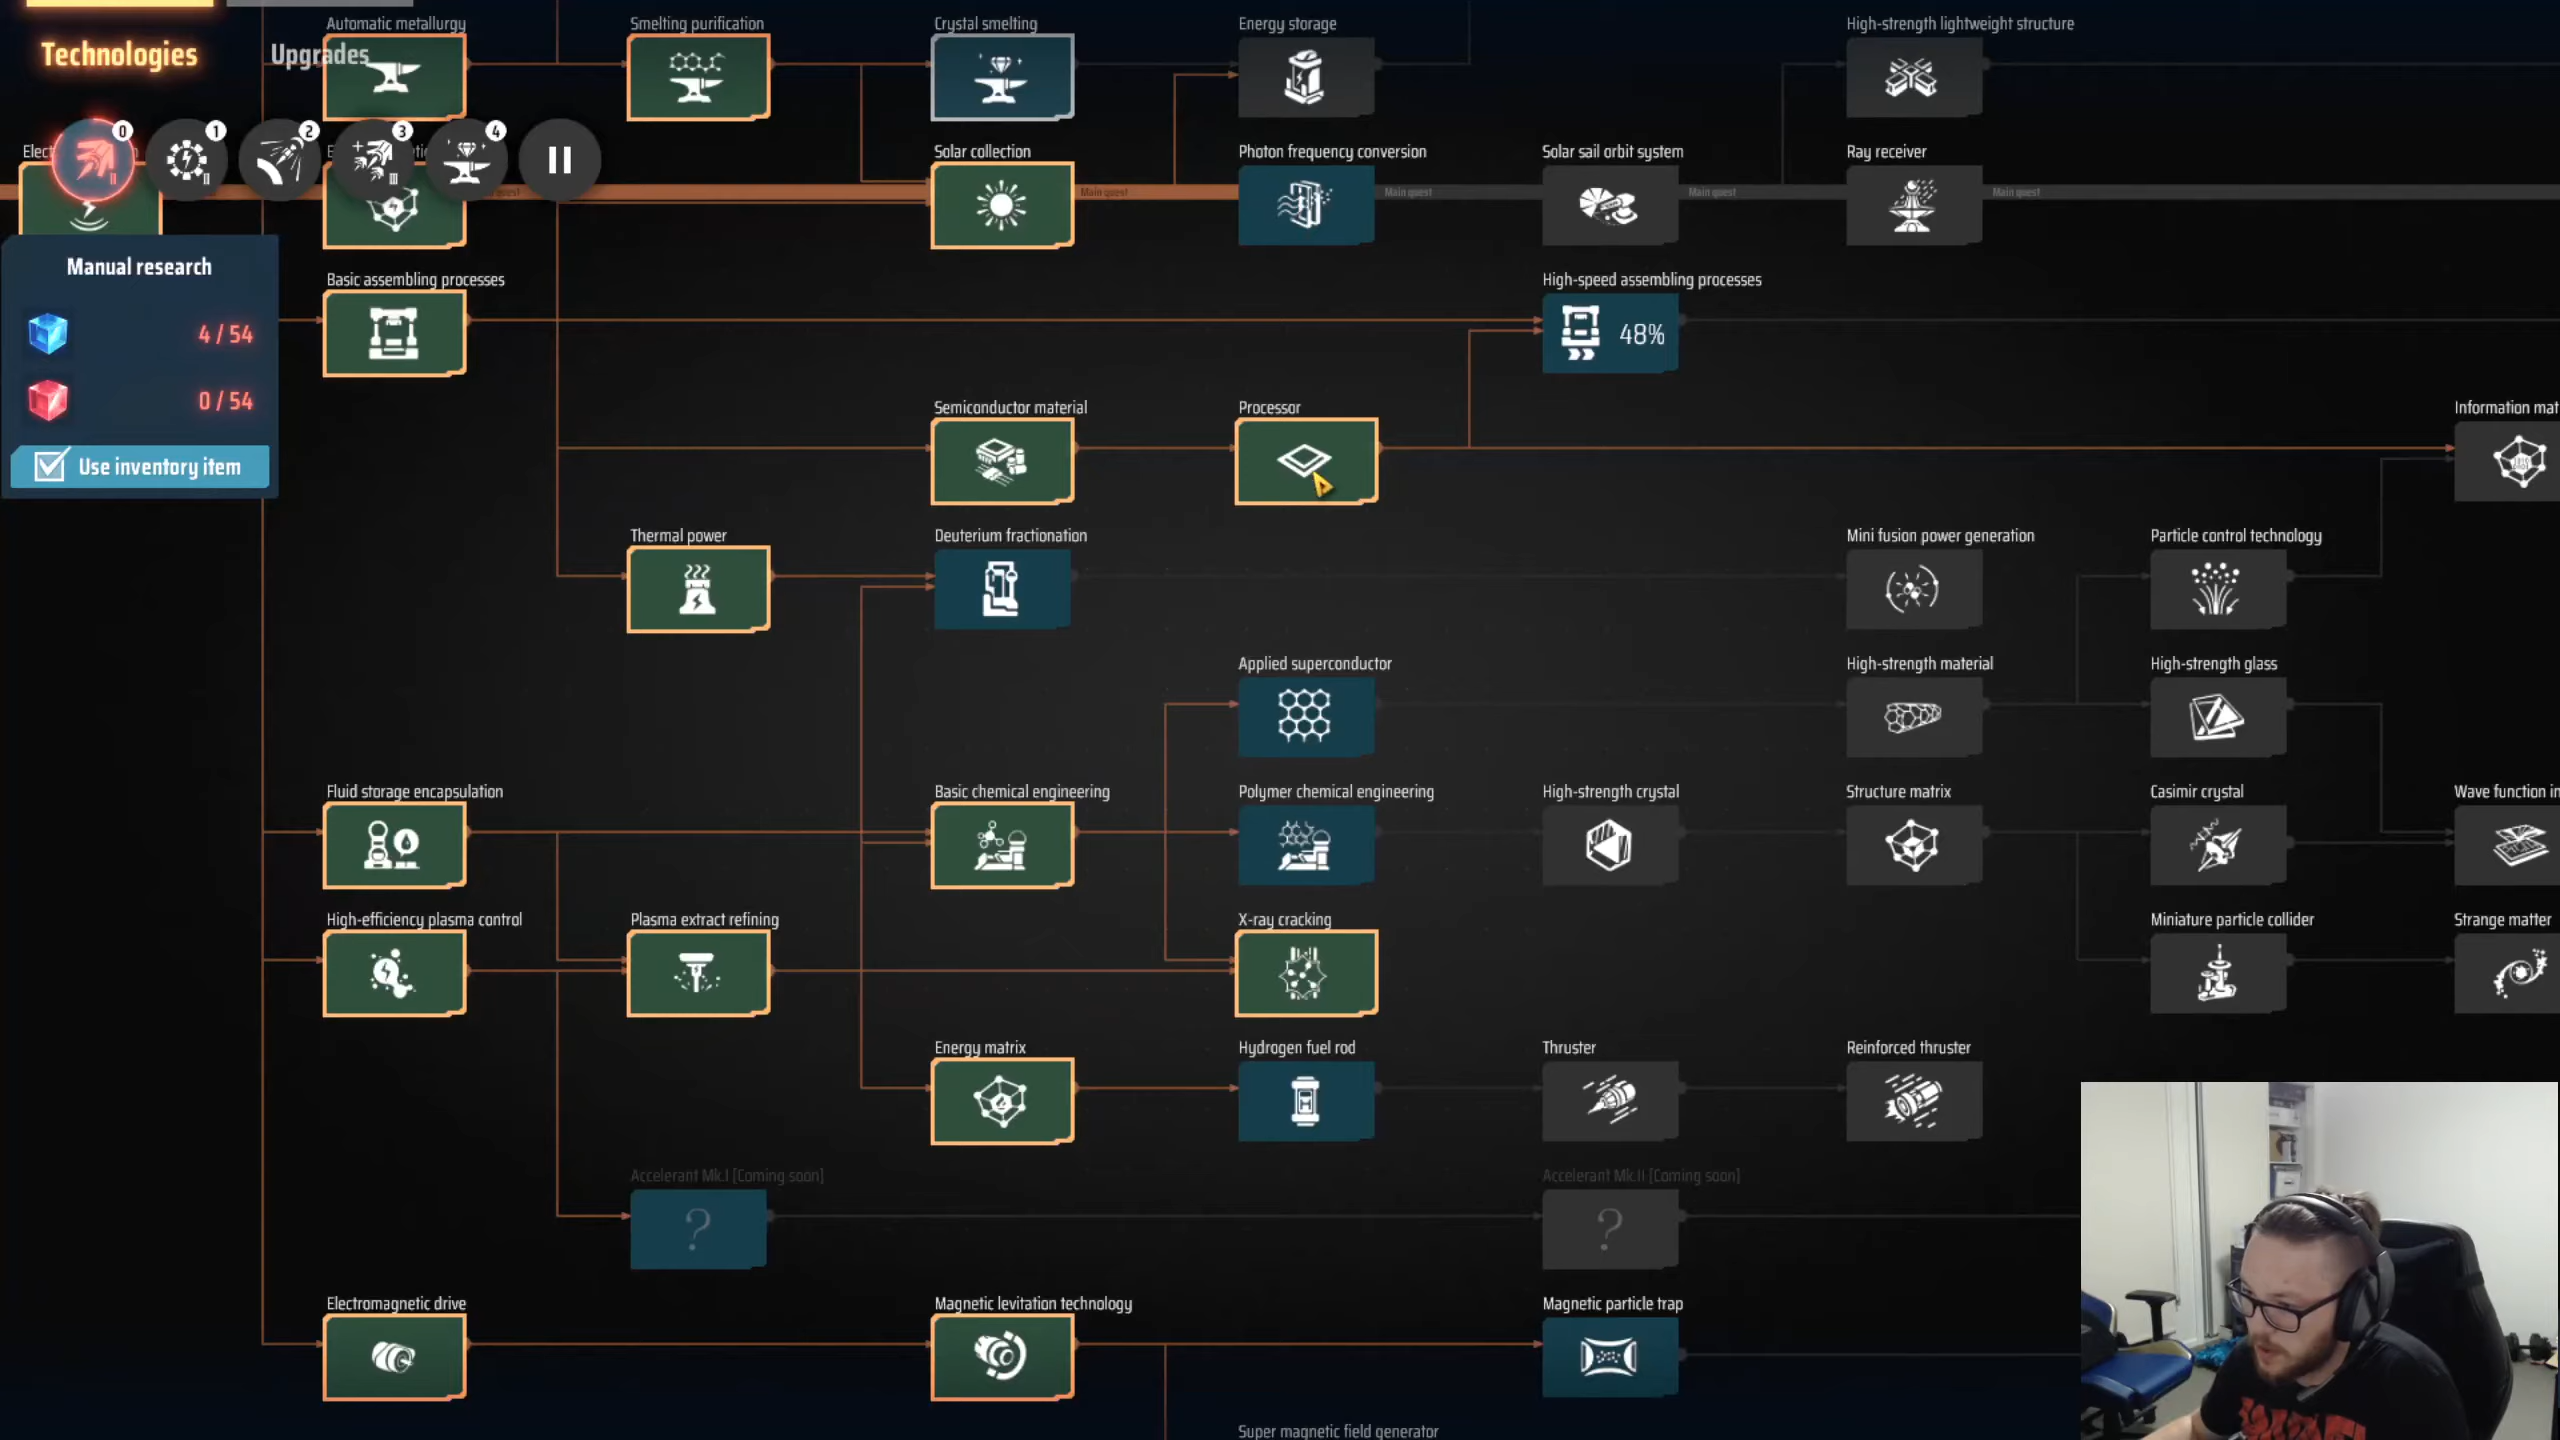 Automatic metallurgy
Smelting purification
Crystal smelting
Energy storage
High-strength lightweight structure
Technologies
Upgrades
0
1
2
3
4
II
II
III
Solar collection
Photon frequency conversion
Solar sail orbit system
Ray receiver
Main quest
Main quest
Main quest
Main quest
Manual research
4 / 54
0 / 54
Use inventory item
Basic assembling processes
High-speed assembling processes
48%
Semiconductor material
Processor
Thermal power
Deuterium fractionation
Mini fusion power generation
Particle control technology
Applied superconductor
High-strength material
High-strength glass
Fluid storage encapsulation
Basic chemical engineering
Polymer chemical engineering
High-strength crystal
Structure matrix
Casimir crystal
Wave function in
High-efficiency plasma control
Plasma extract refining
X-ray cracking
Miniature particle collider
Strange matter
Energy matrix
Hydrogen fuel rod
Thruster
Reinforced thruster
Accelerant Mk.I [Coming soon]
?
Accelerant Mk.II [Coming soon]
?
Electromagnetic drive
Magnetic levitation technology
Magnetic particle trap
Super magnetic field generator
Information mat